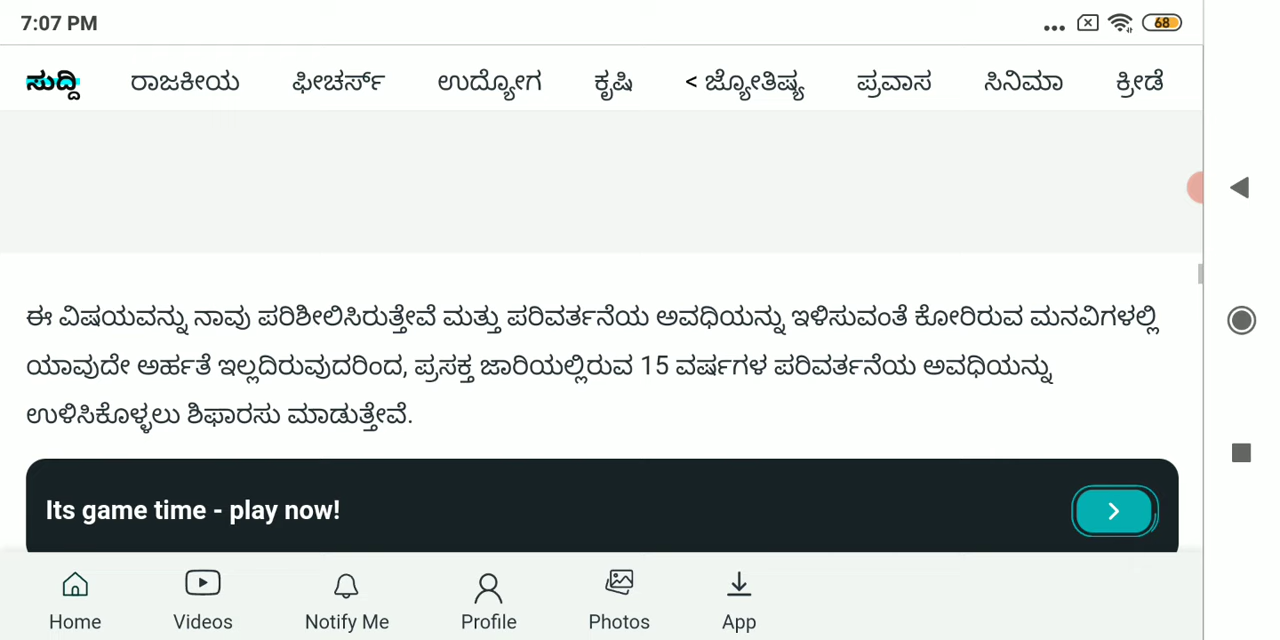 7:07 PM
68
ಸುದ್ದಿ ರಾಜಕೀಯ ಫೀಚರ್ಸ್ ಉದ್ಯೋಗ ಕೃಷಿ < ಜ್ಯೋತಿಷ್ಯ ಪ್ರವಾಸ ಸಿನಿಮಾ ಕ್ರೀಡೆ
ಈ ವಿಷಯವನ್ನು ನಾವು ಪರಿಶೀಲಿಸಿರುತ್ತೇವೆ ಮತ್ತು ಪರಿವರ್ತನೆಯ ಅವಧಿಯನ್ನು ಇಳಿಸುವಂತೆ ಕೋರಿರುವ ಮನವಿಗಳಲ್ಲಿ
ಯಾವುದೇ ಅರ್ಹತೆ ಇಲ್ಲದಿರುವುದರಿಂದ, ಪ್ರಸಕ್ತ ಜಾರಿಯಲ್ಲಿರುವ 15 ವರ್ಷಗಳ ಪರಿವರ್ತನೆಯ ಅವಧಿಯನ್ನು
ಉಳಿಸಿಕೊಳ್ಳಲು ಶಿಫಾರಸು ಮಾಡುತ್ತೇವೆ.
Its game time - play now!
Home Videos Notify Me Profile Photos App